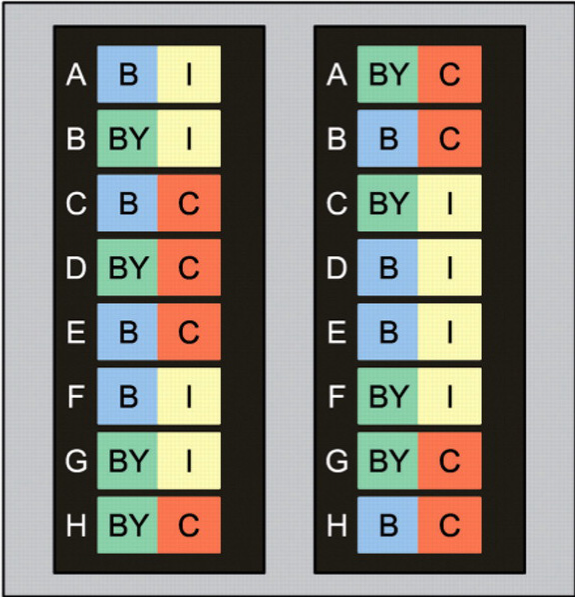 A B I
B BY I
C B C
D BY C
E B C
F B I
G BY I
H BY C
A BY C
B B C
C BY I
D B I
E B I
F BY I
G BY C
H B C